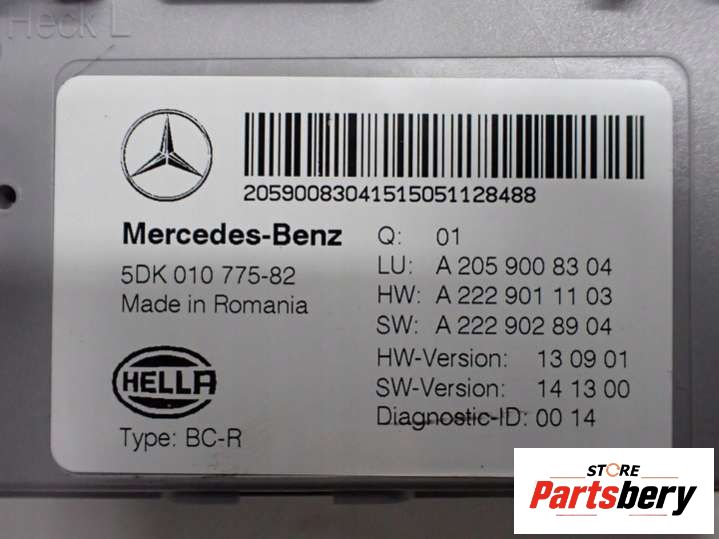 Heck L
20590083041515051128488
Mercedes-Benz
5DK 010 775-82
Made in Romania
HELLA
Type: BC-R
Q: 01
LU: A 205 900 83 04
HW: A 222 901 11 03
SW: A 222 902 89 04
HW-Version: 13 09 01
SW-Version: 14 13 00
Diagnostic-ID: 00 14
STORE
Partsbery